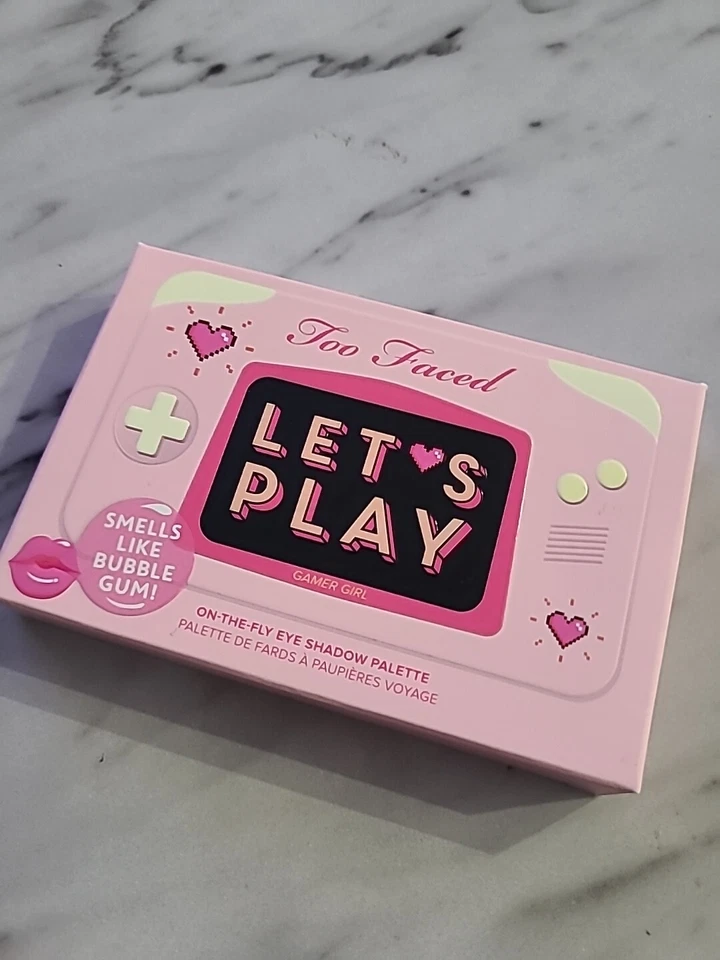 Too Faced
LET'S
PLAY
GAMER GIRL
SMELLS
LIKE
BUBBLE
GUM!
ON-THE-FLY EYE SHADOW PALETTE
PALETTE DE FARDS À PAUPIÈRES VOYAGE